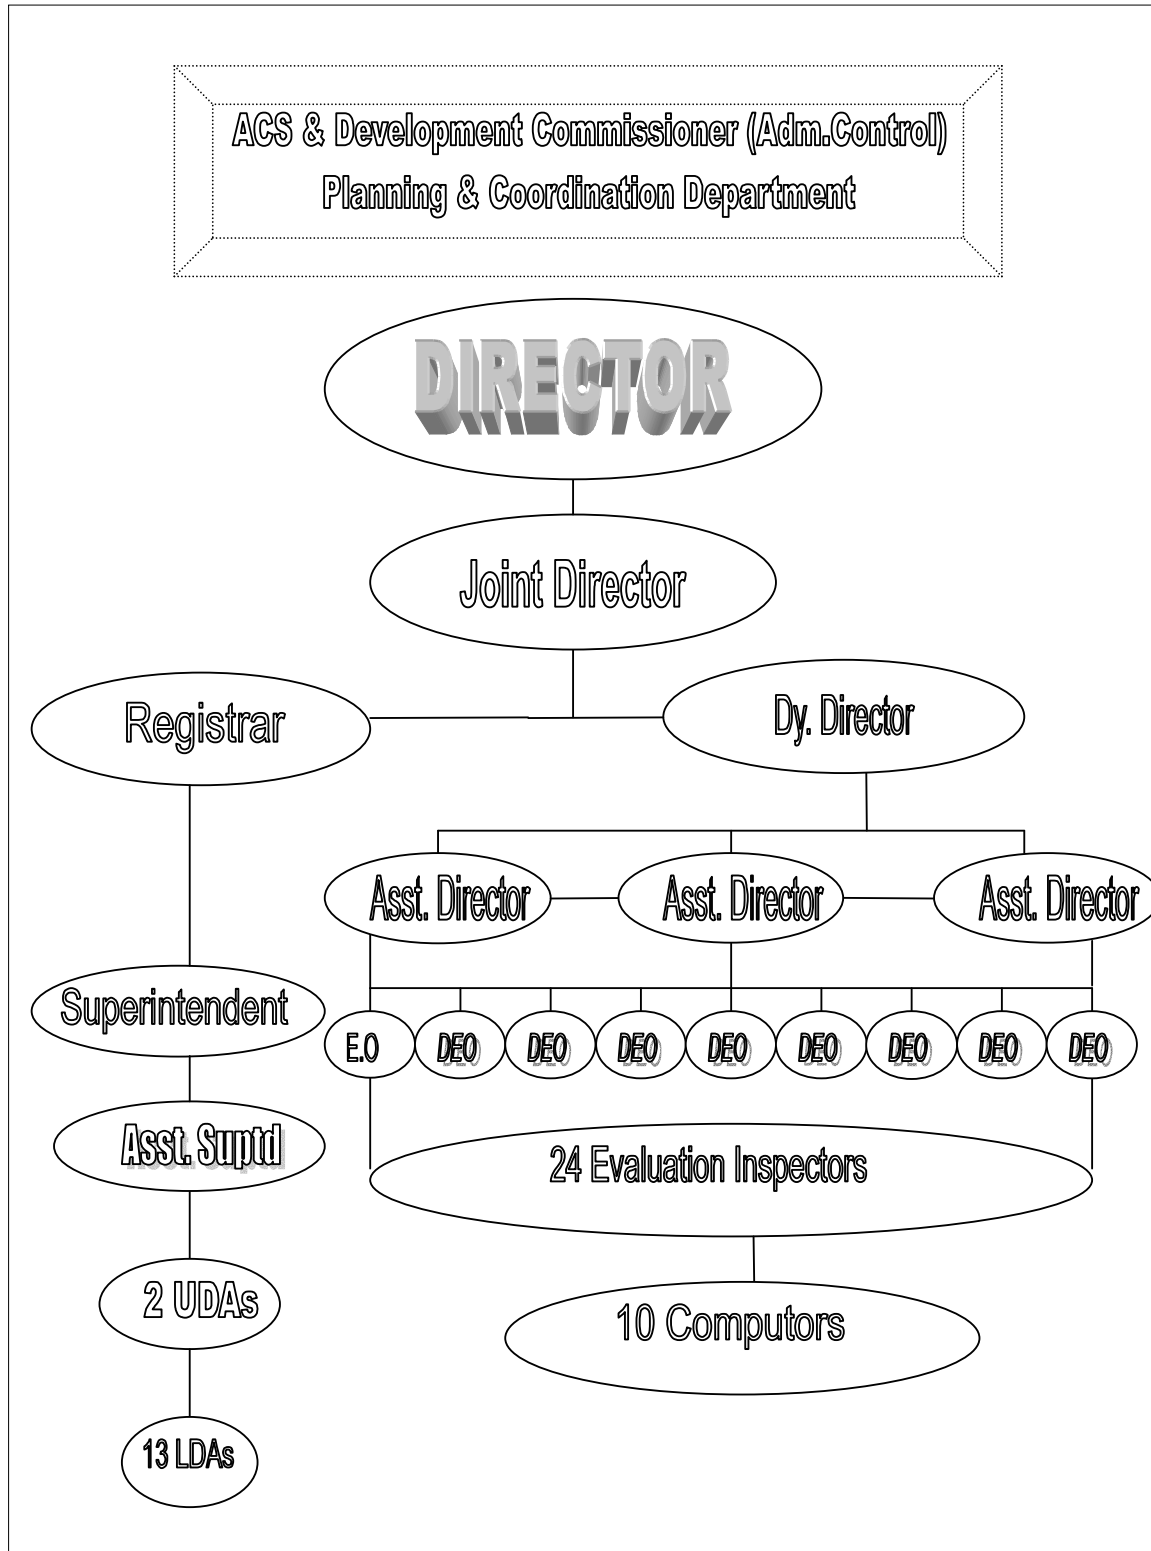 ACS & Development Commissioner (Adm.Control)
Planning & Coordination Department
DIRECTOR
Joint Director
Registrar
Dy. Director
Asst. Director
Asst. Director
Asst. Director
Superintendent
E.O
DEO
DEO
DEO
DEO
DEO
DEO
DEO
DEO
Asst. Suptd
24 Evaluation Inspectors
2 UDAs
10 Computors
13 LDAs